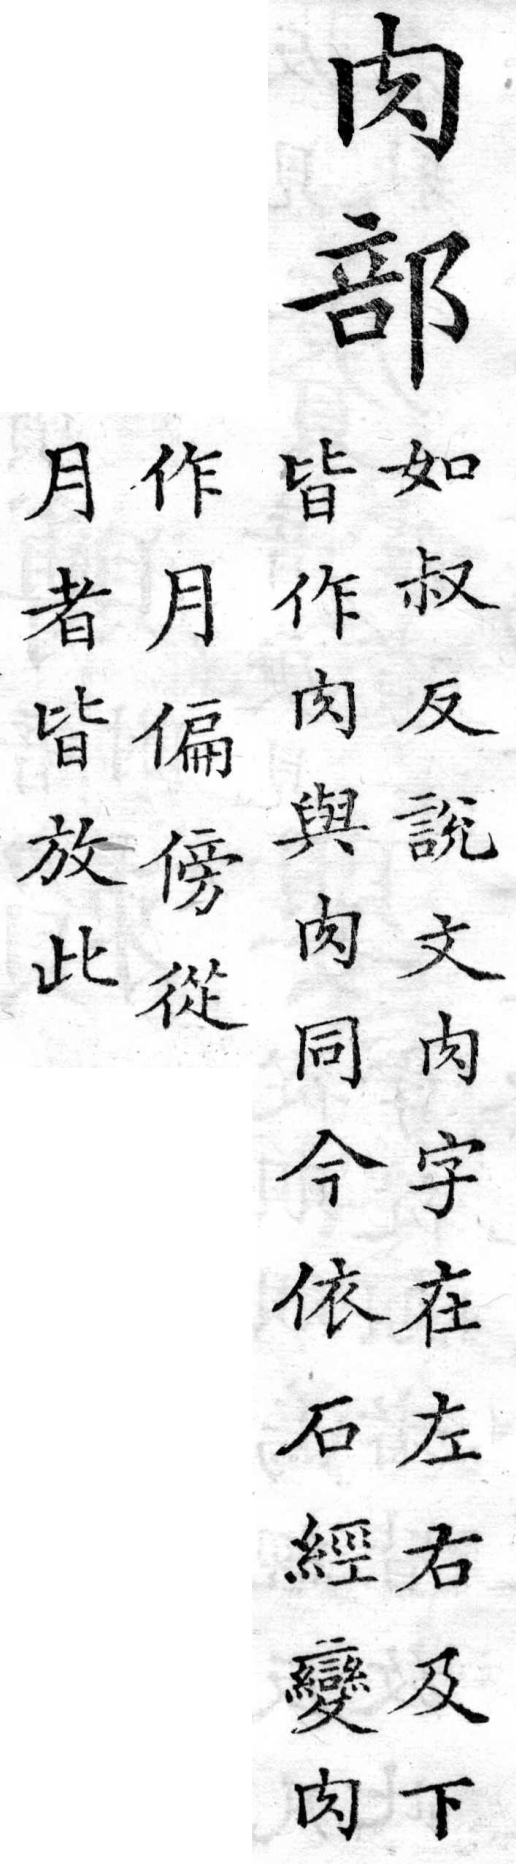 肉部
如叔反說文肉字在左右及下
皆作肉與肉同今依石經變肉
作月偏傍從
月者皆放此